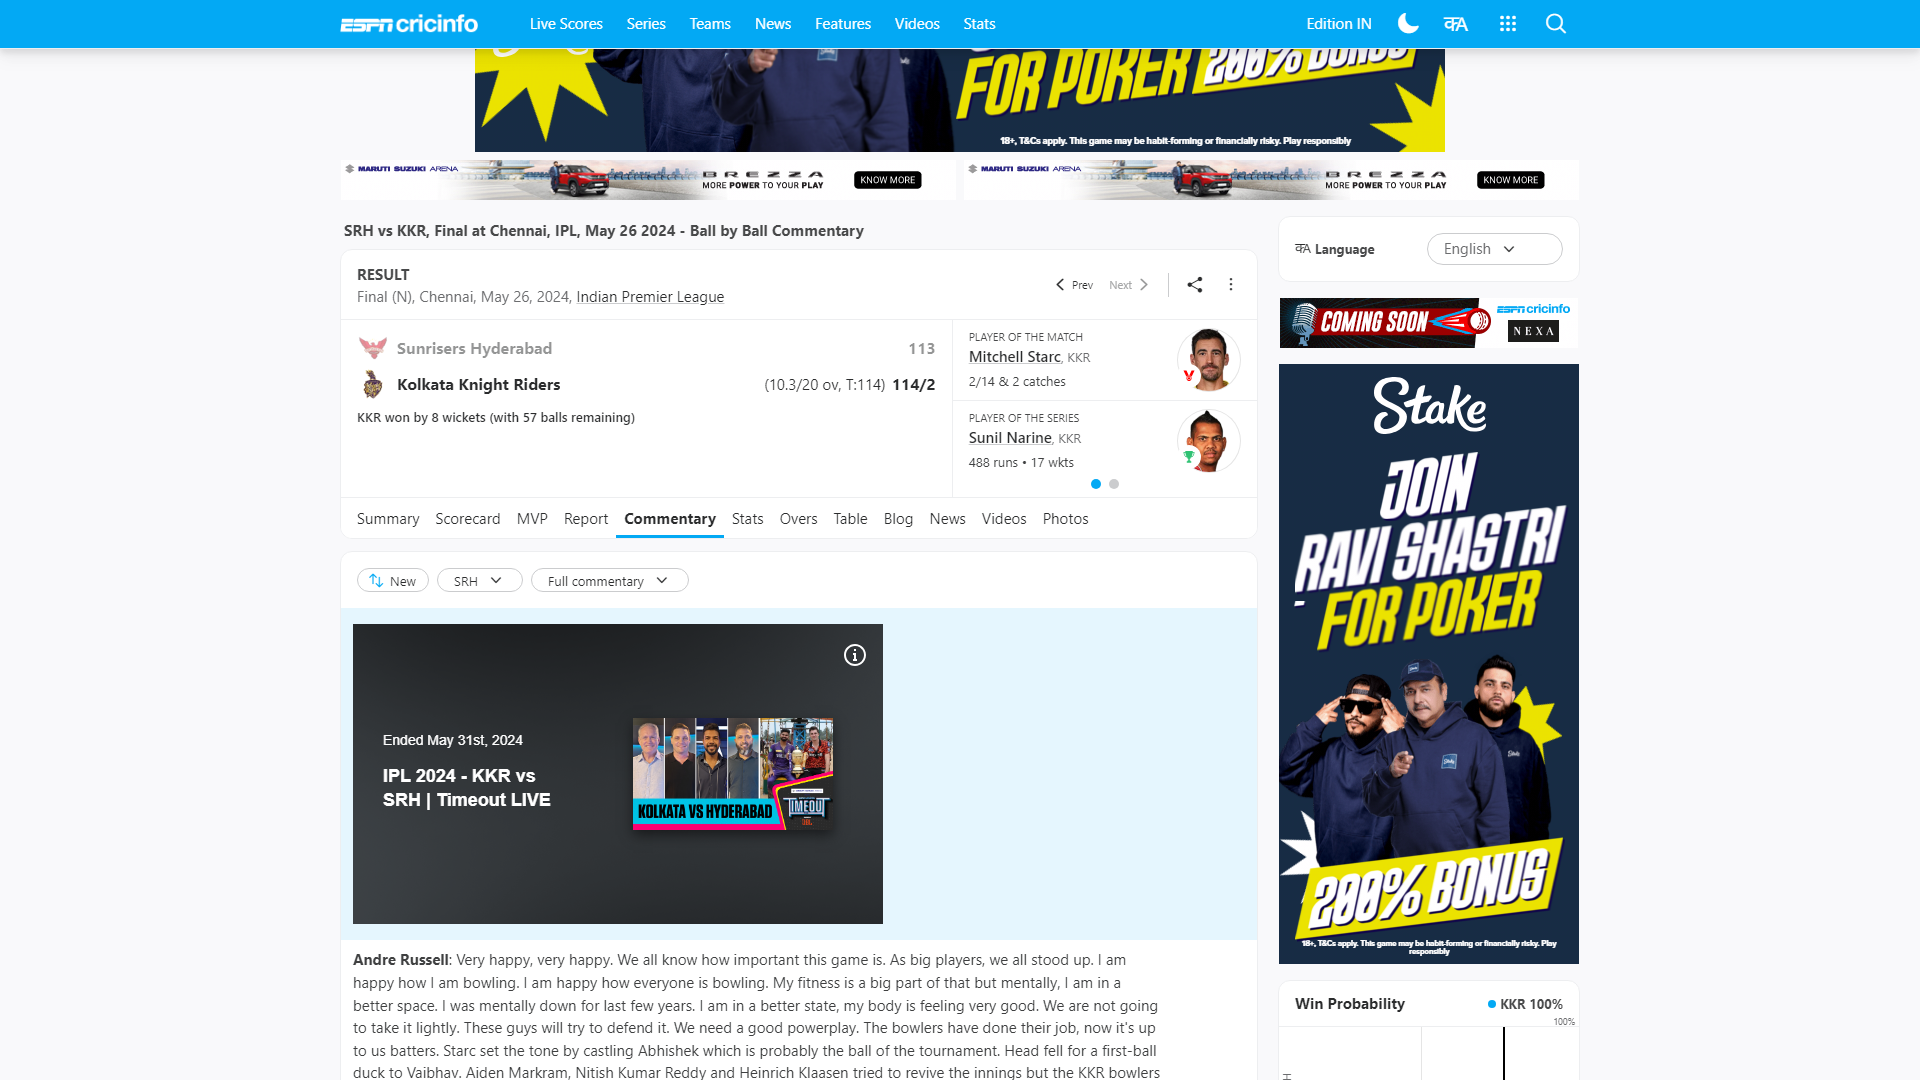 ESPN cricinfo
Live Scores Series Teams News Features Videos Stats
Edition IN
FOR POKER 200% BONUS
18+, T&Cs apply. This game may be habit-forming or financially risky. Play responsibly
MARUTI SUZUKI ARENA
BREZZA
MORE POWER TO YOUR PLAY
KNOW MORE
MARUTI SUZUKI ARENA
BREZZA
MORE POWER TO YOUR PLAY
KNOW MORE
SRH vs KKR, Final at Chennai, IPL, May 26 2024 - Ball by Ball Commentary
RESULT
Final (N), Chennai, May 26, 2024, Indian Premier League
Prev Next
Sunrisers Hyderabad 113
Kolkata Knight Riders (10.3/20 ov, T:114) 114/2
KKR won by 8 wickets (with 57 balls remaining)
PLAYER OF THE MATCH
Mitchell Starc, KKR
2/14 & 2 catches
PLAYER OF THE SERIES
Sunil Narine, KKR
488 runs • 17 wkts
Summary Scorecard MVP Report Commentary Stats Overs Table Blog News Videos Photos
New SRH Full commentary
Ended May 31st, 2024
IPL 2024 - KKR vs
SRH | Timeout LIVE
KOLKATA VS HYDERABAD
TIMEOUT
Andre Russell: Very happy, very happy. We all know how important this game is. As big players, we all stood up. I am
happy how I am bowling. I am happy how everyone is bowling. My fitness is a big part of that but mentally, I am in a
better space. I was mentally down for last few years. I am in a better state, my body is feeling very good. We are not going
to take it lightly. These guys will try to defend it. We need a good powerplay. The bowlers have done their job, now it's up
to us batters. Starc set the tone by castling Abhishek which is probably the ball of the tournament. Head fell for a first-ball
duck to Vaibhav. Aiden Markram, Nitish Kumar Reddy and Heinrich Klaasen tried to revive the innings but the KKR bowlers
Language English
COMING SOON
ESPN cricinfo
NEXA
Stake
JOIN
RAVI SHASTRI
- FOR POKER
200% BONUS
18+, T&Cs apply. This game may be habit-forming or financially risky. Play
responsibly
Win Probability KKR 100%
100%